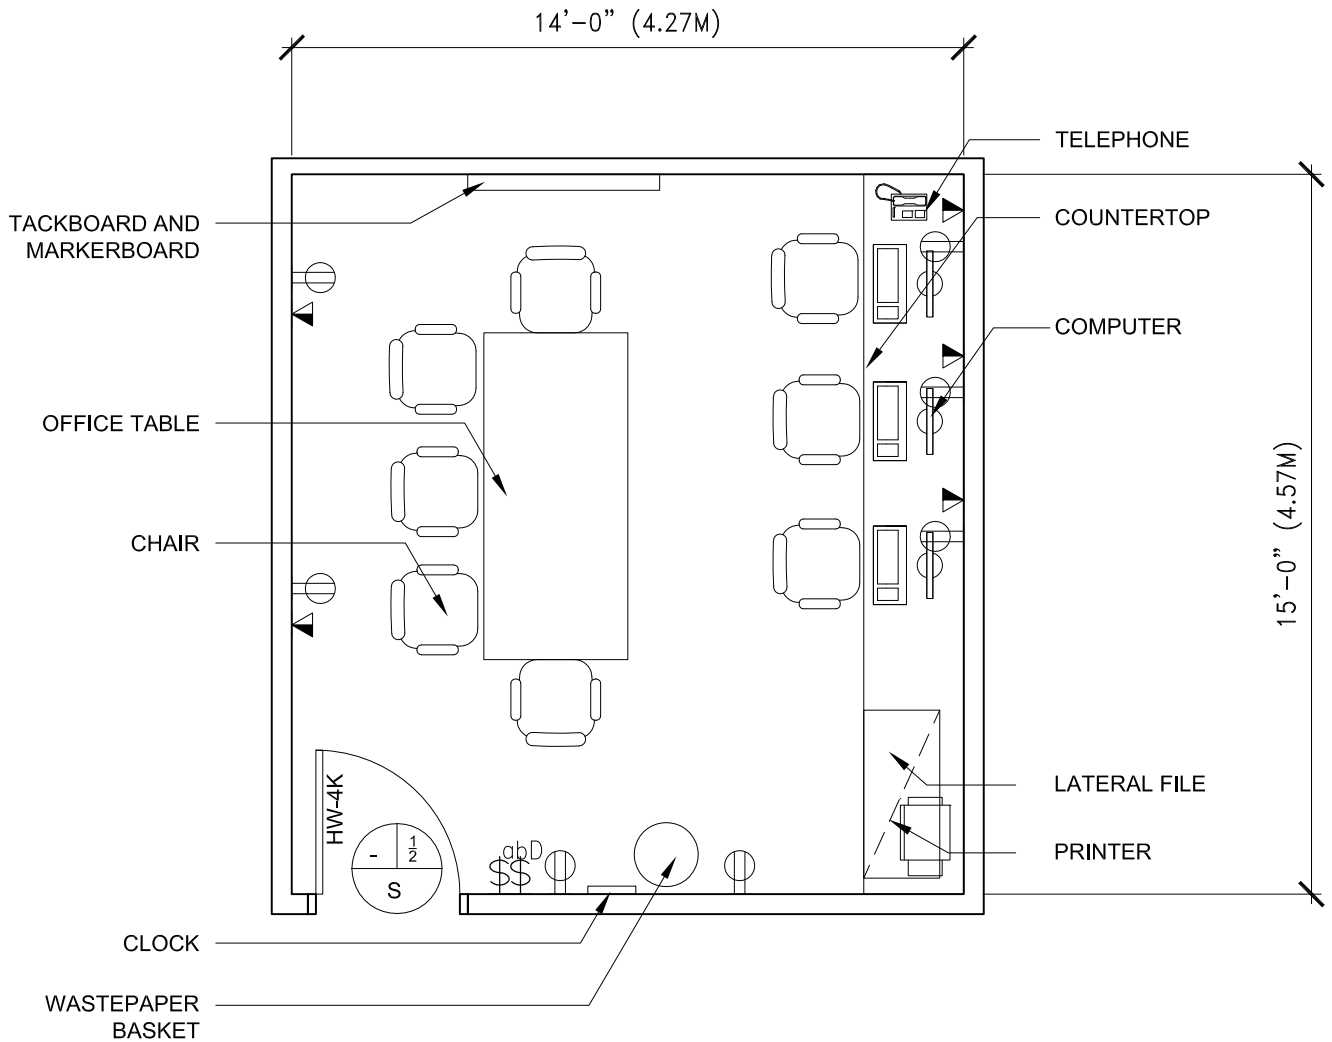 14'-0" (4.27M)
TELEPHONE
TACKBOARD AND
MARKERBOARD
COUNTERTOP
COMPUTER
OFFICE TABLE
15'-0" (4.57M)
CHAIR
HW-4K
LATERAL FILE
- 1/2
S
abD
$$
PRINTER
CLOCK
WASTEPAPER
BASKET